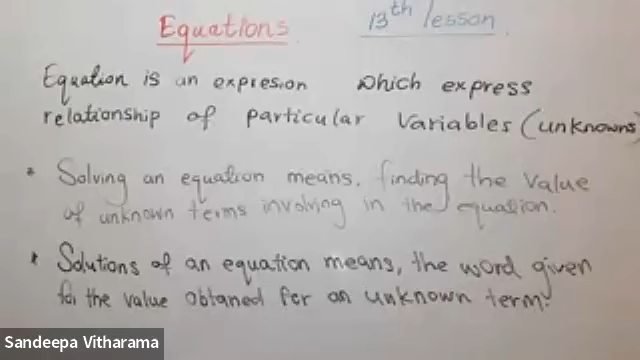 Equations 13th lesson
Equation is an expresion which express
relationship of particular variables (unknowns)
* Solving an equation means, finding the value
of unknown terms involving in the equation.
* Solutions of an equation means, the word given
for the value obtaned for an unknown term.
Sandeepa Vitharama